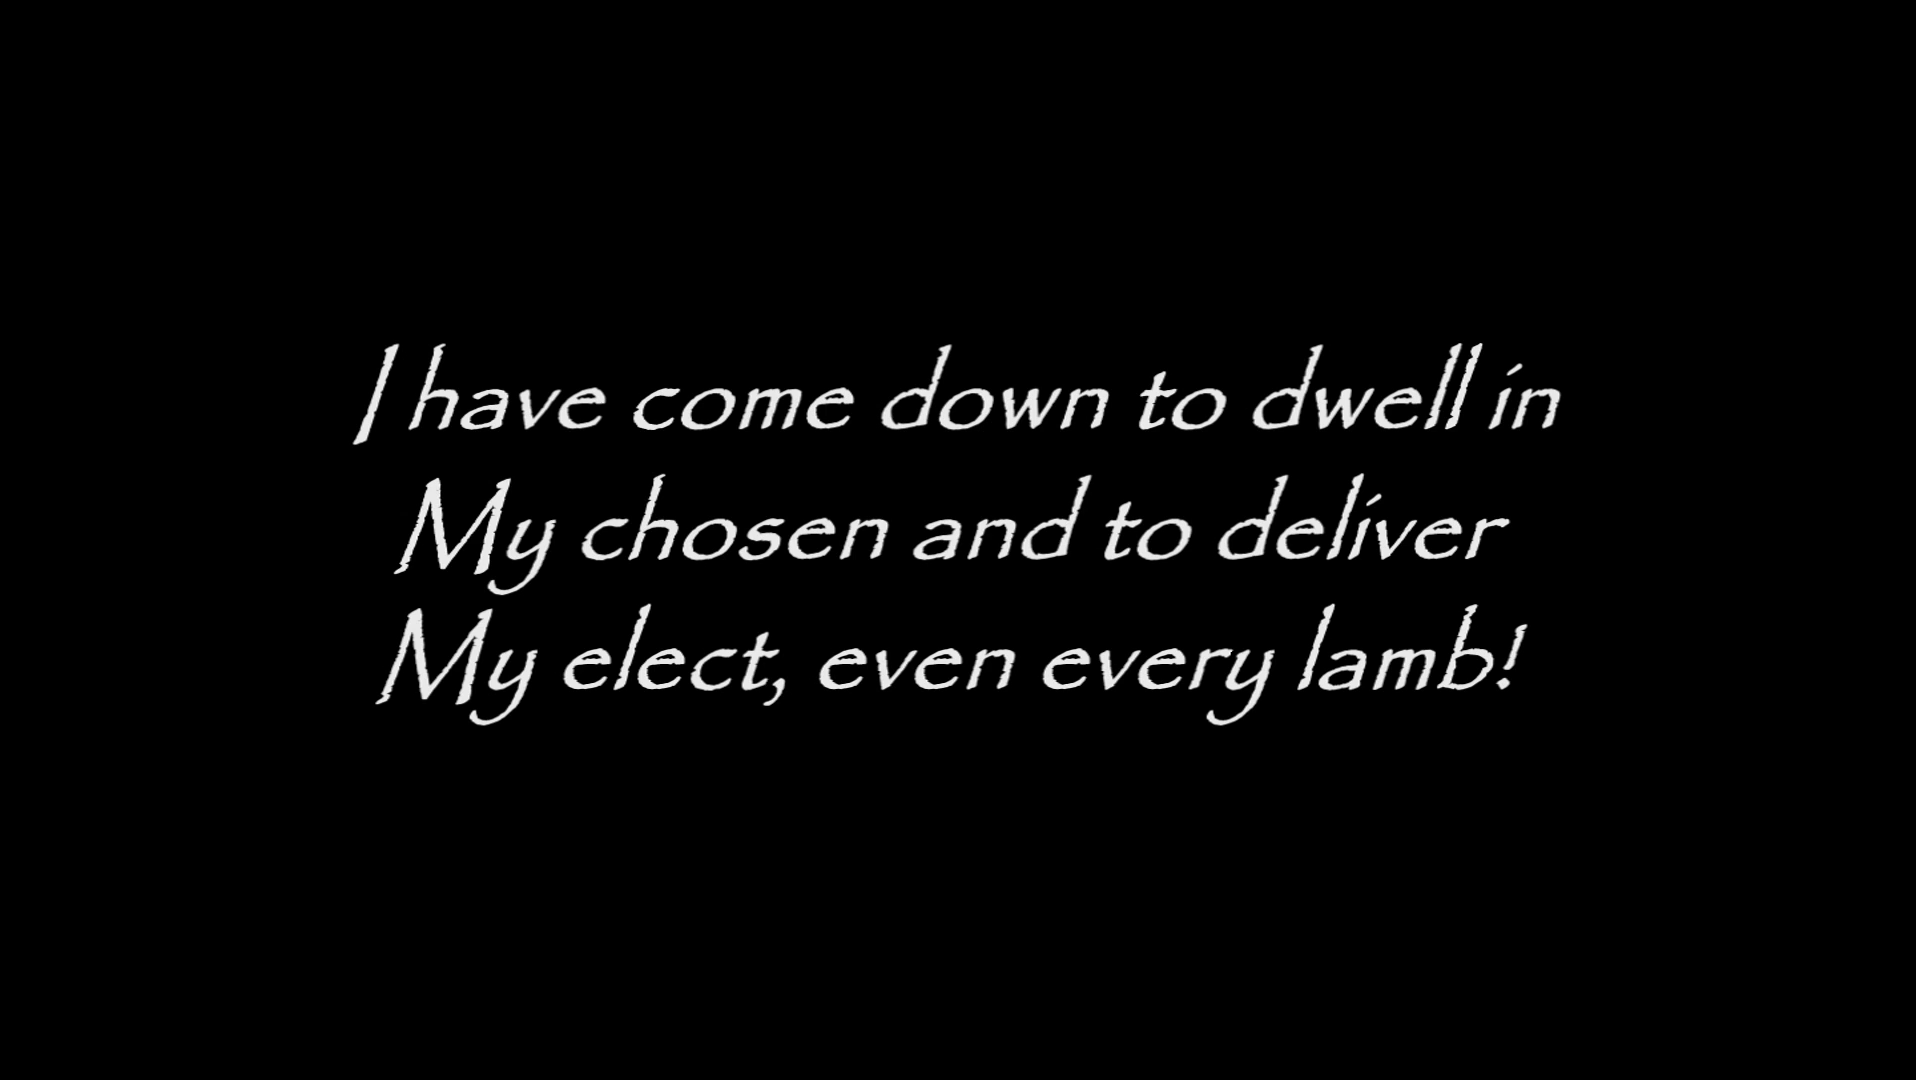 I have come down to dwell in
My chosen and to deliver
My elect, even every lamb!